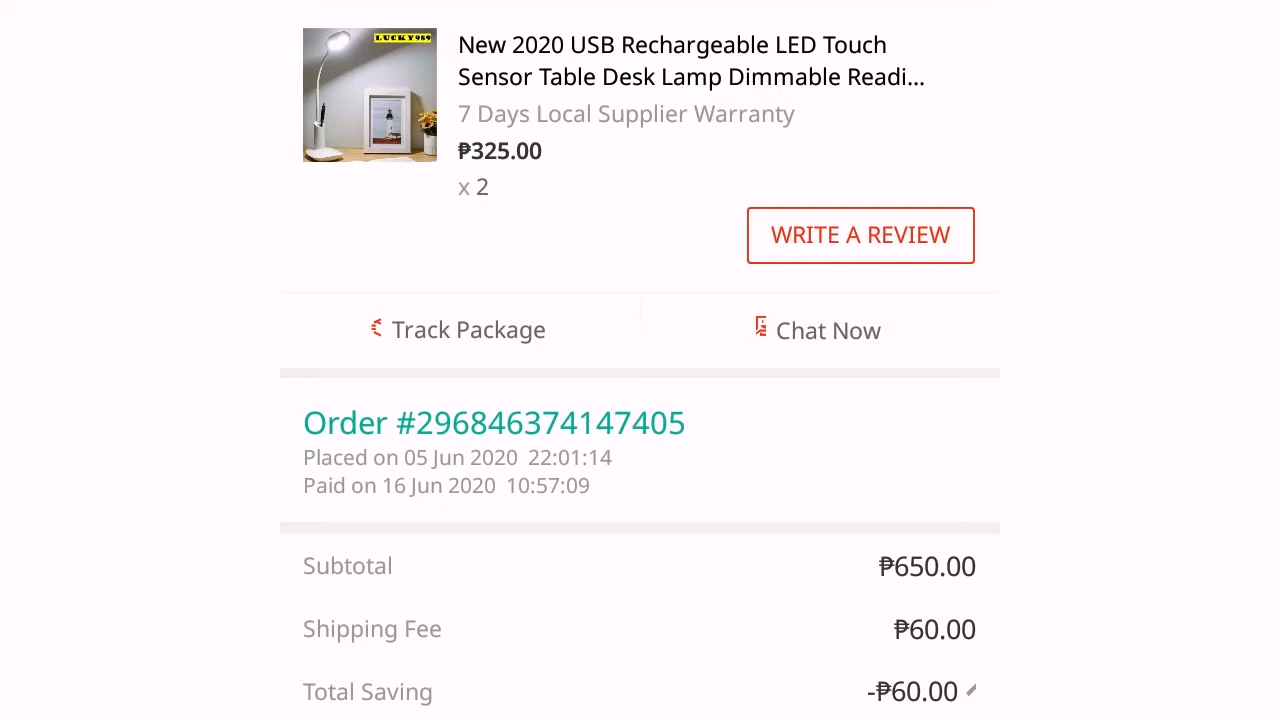 LUCKY989
New 2020 USB Rechargeable LED Touch
Sensor Table Desk Lamp Dimmable Readi...
7 Days Local Supplier Warranty
₱325.00
x 2
WRITE A REVIEW
Track Package
Chat Now
Order #296846374147405
Placed on 05 Jun 2020 22:01:14
Paid on 16 Jun 2020 10:57:09
Subtotal
₱650.00
Shipping Fee
₱60.00
Total Saving
-₱60.00